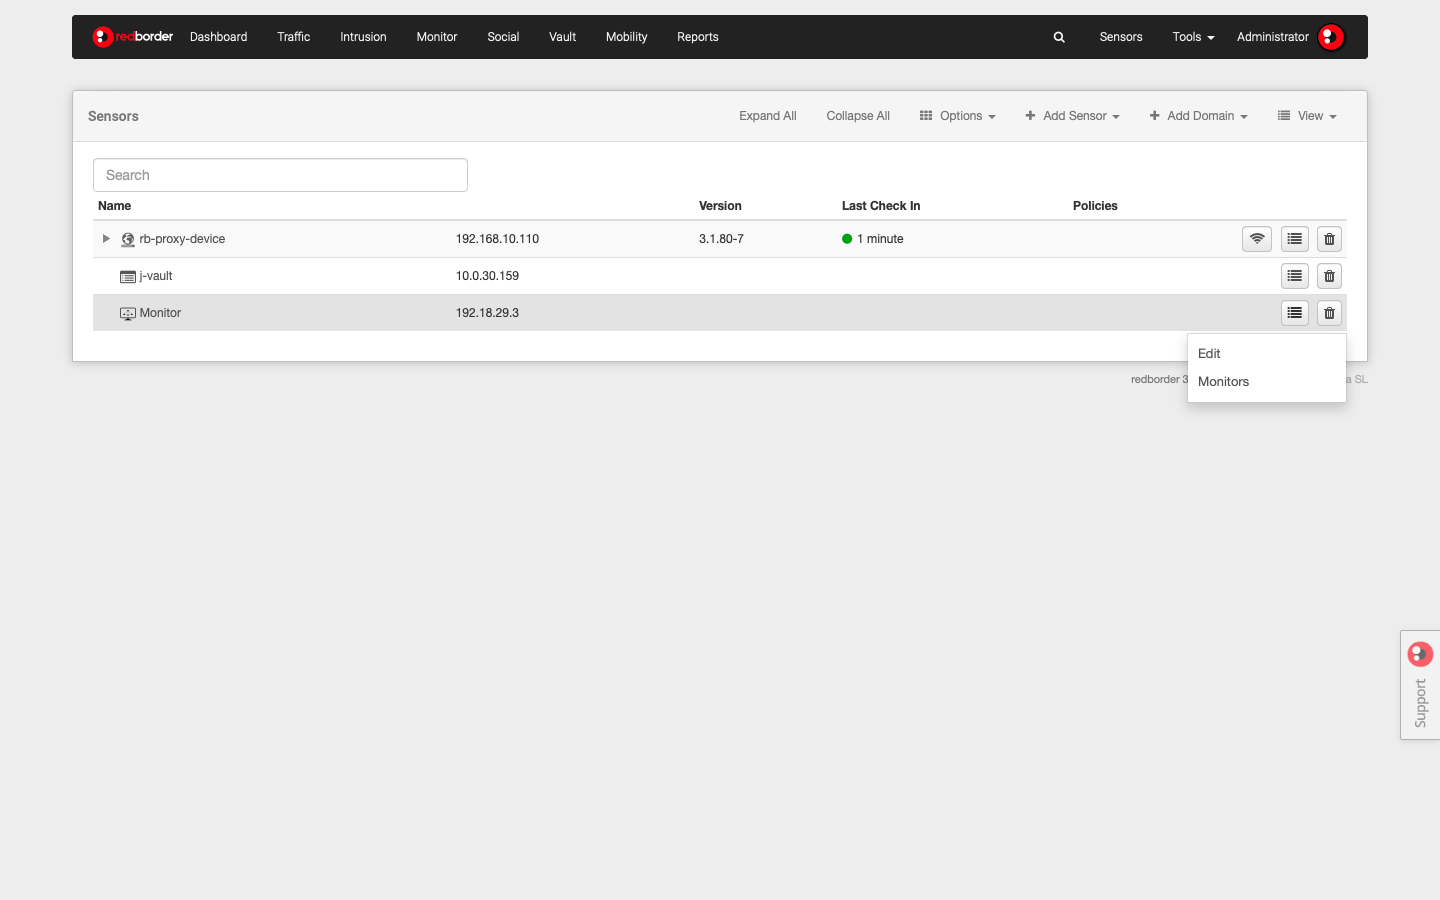 redborder Dashboard Traffic Intrusion Monitor Social Vault Mobility Reports Sensors Tools Administrator
Sensors Expand All Collapse All Options Add Sensor Add Domain View
Search
Name Version Last Check In Policies
rb-proxy-device 192.168.10.110 3.1.80-7 1 minute
j-vault 10.0.30.159
Monitor 192.18.29.3
Edit
Monitors
redborder 3 a SL
Support